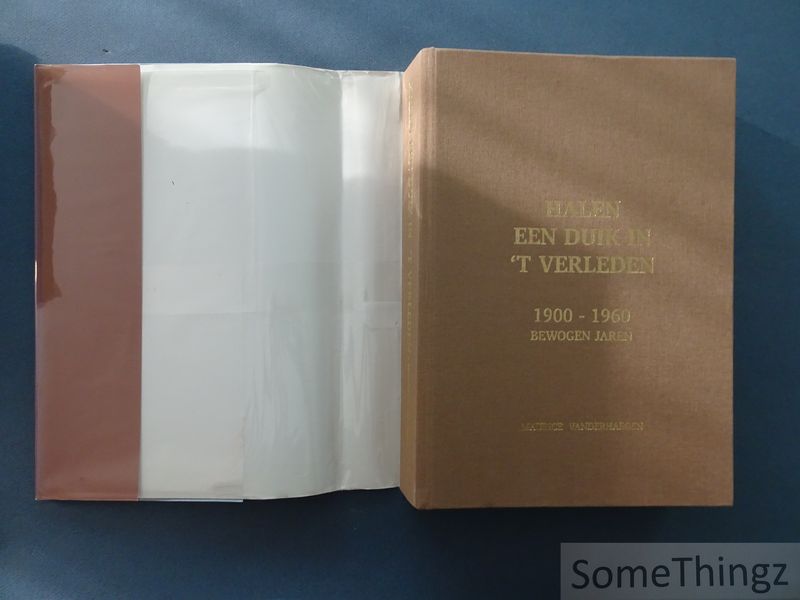 HALEN
EEN DUIK IN
'T VERLEDEN
1900 - 1960
BEWOGEN JAREN
MAURICE VANDERHAEGEN
SomeThingz